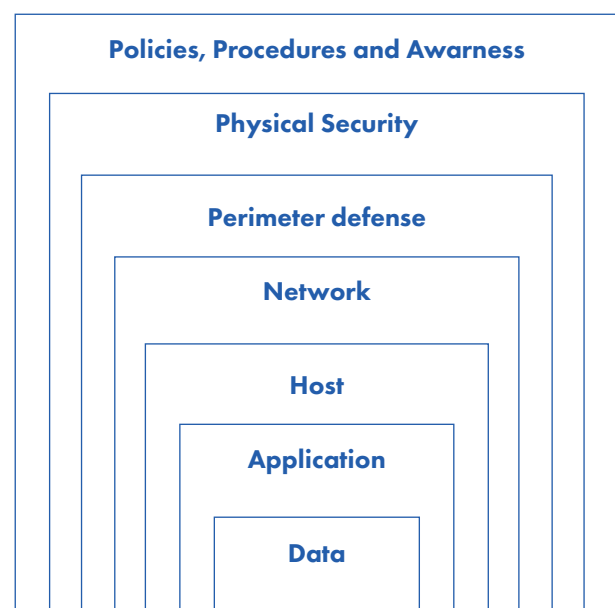 Policies, Procedures and Awarness
Physical Security
Perimeter defense
Network
Host
Application
Data